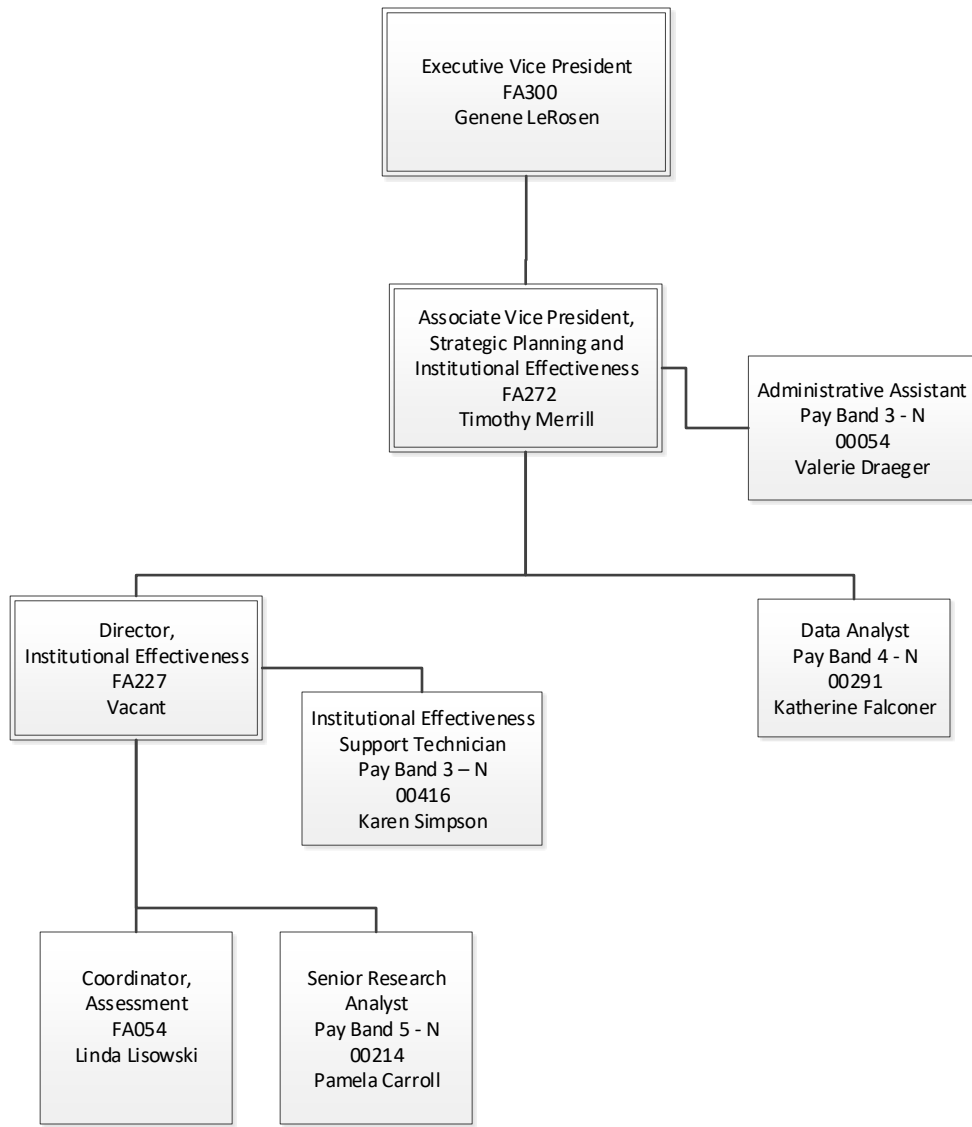 Executive Vice President
FA300
Genene LeRosen
Associate Vice President,
Strategic Planning and
Institutional Effectiveness
FA272
Timothy Merrill
Administrative Assistant
Pay Band 3 - N
00054
Valerie Draeger
Director,
Institutional Effectiveness
FA227
Vacant
Institutional Effectiveness
Support Technician
Pay Band 3 – N
00416
Karen Simpson
Data Analyst
Pay Band 4 - N
00291
Katherine Falconer
Coordinator,
Assessment
FA054
Linda Lisowski
Senior Research
Analyst
Pay Band 5 - N
00214
Pamela Carroll